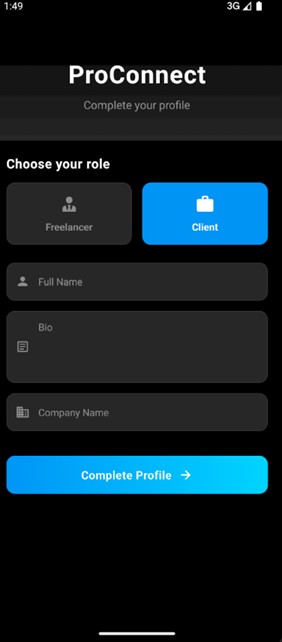 1:49
3G
ProConnect
Complete your profile
Choose your role
Freelancer
Client
Full Name
Bio
Company Name
Complete Profile →